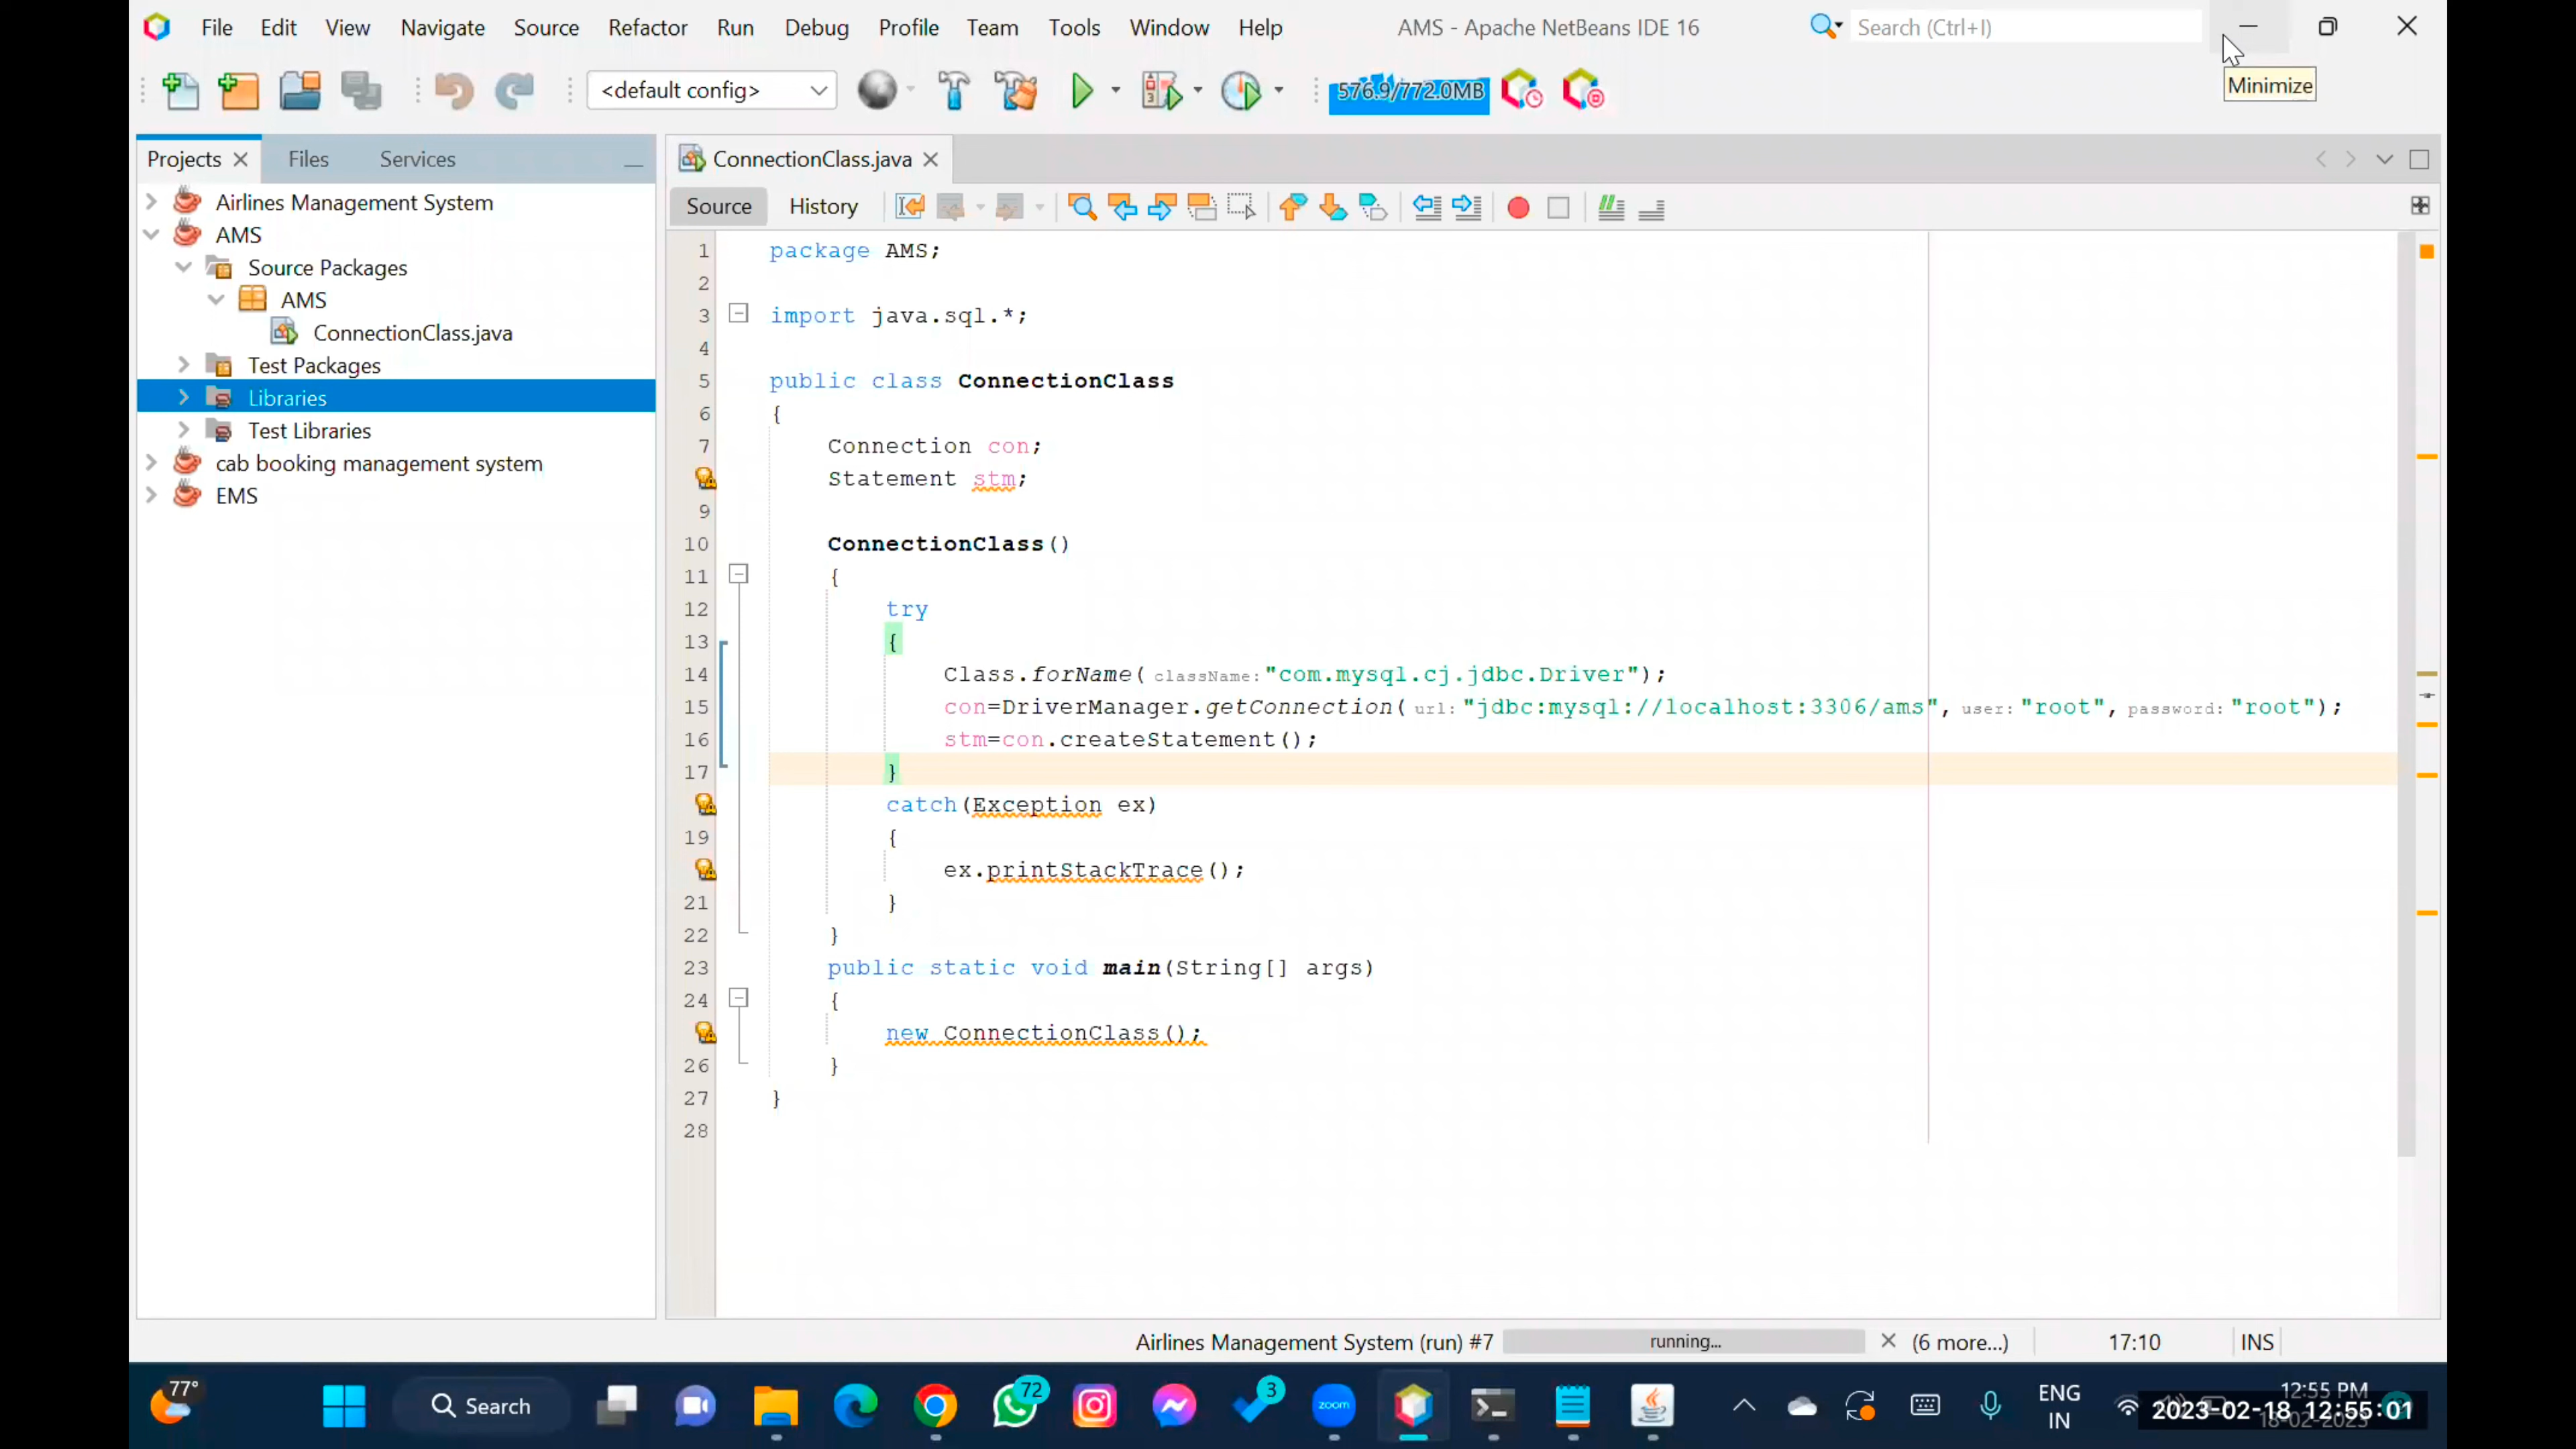 File Edit View Navigate Source Refactor Run Debug Profile Team Tools Window Help AMS - Apache NetBeans IDE 16 Search (Ctrl+I)
Minimize
<default config> 576.9/772.0MB
Projects Files Services ConnectionClass.java
Source History
Airlines Management System
AMS
Source Packages
AMS
ConnectionClass.java
Test Packages
Libraries
Test Libraries
cab booking management system
EMS
1 package AMS;
2
3 import java.sql.*;
4
5 public class ConnectionClass
6 {
7 Connection con;
Statement stm;
9
10 ConnectionClass()
11 {
12 try
13 {
14 Class.forName( className:"com.mysql.cj.jdbc.Driver");
15 con=DriverManager.getConnection( url:"jdbc:mysql://localhost:3306/ams", user:"root", password:"root");
16 stm=con.createStatement();
17 }
catch(Exception ex)
19 {
ex.printStackTrace();
21 }
22 }
23 public static void main(String[] args)
24 {
new ConnectionClass();
26 }
27 }
28
Airlines Management System (run) #7 running... (6 more...) 17:10 INS
77° Search 72 3 zoom ENG IN 12:55 PM
18-02-2023
2023-02-18 12:55:01